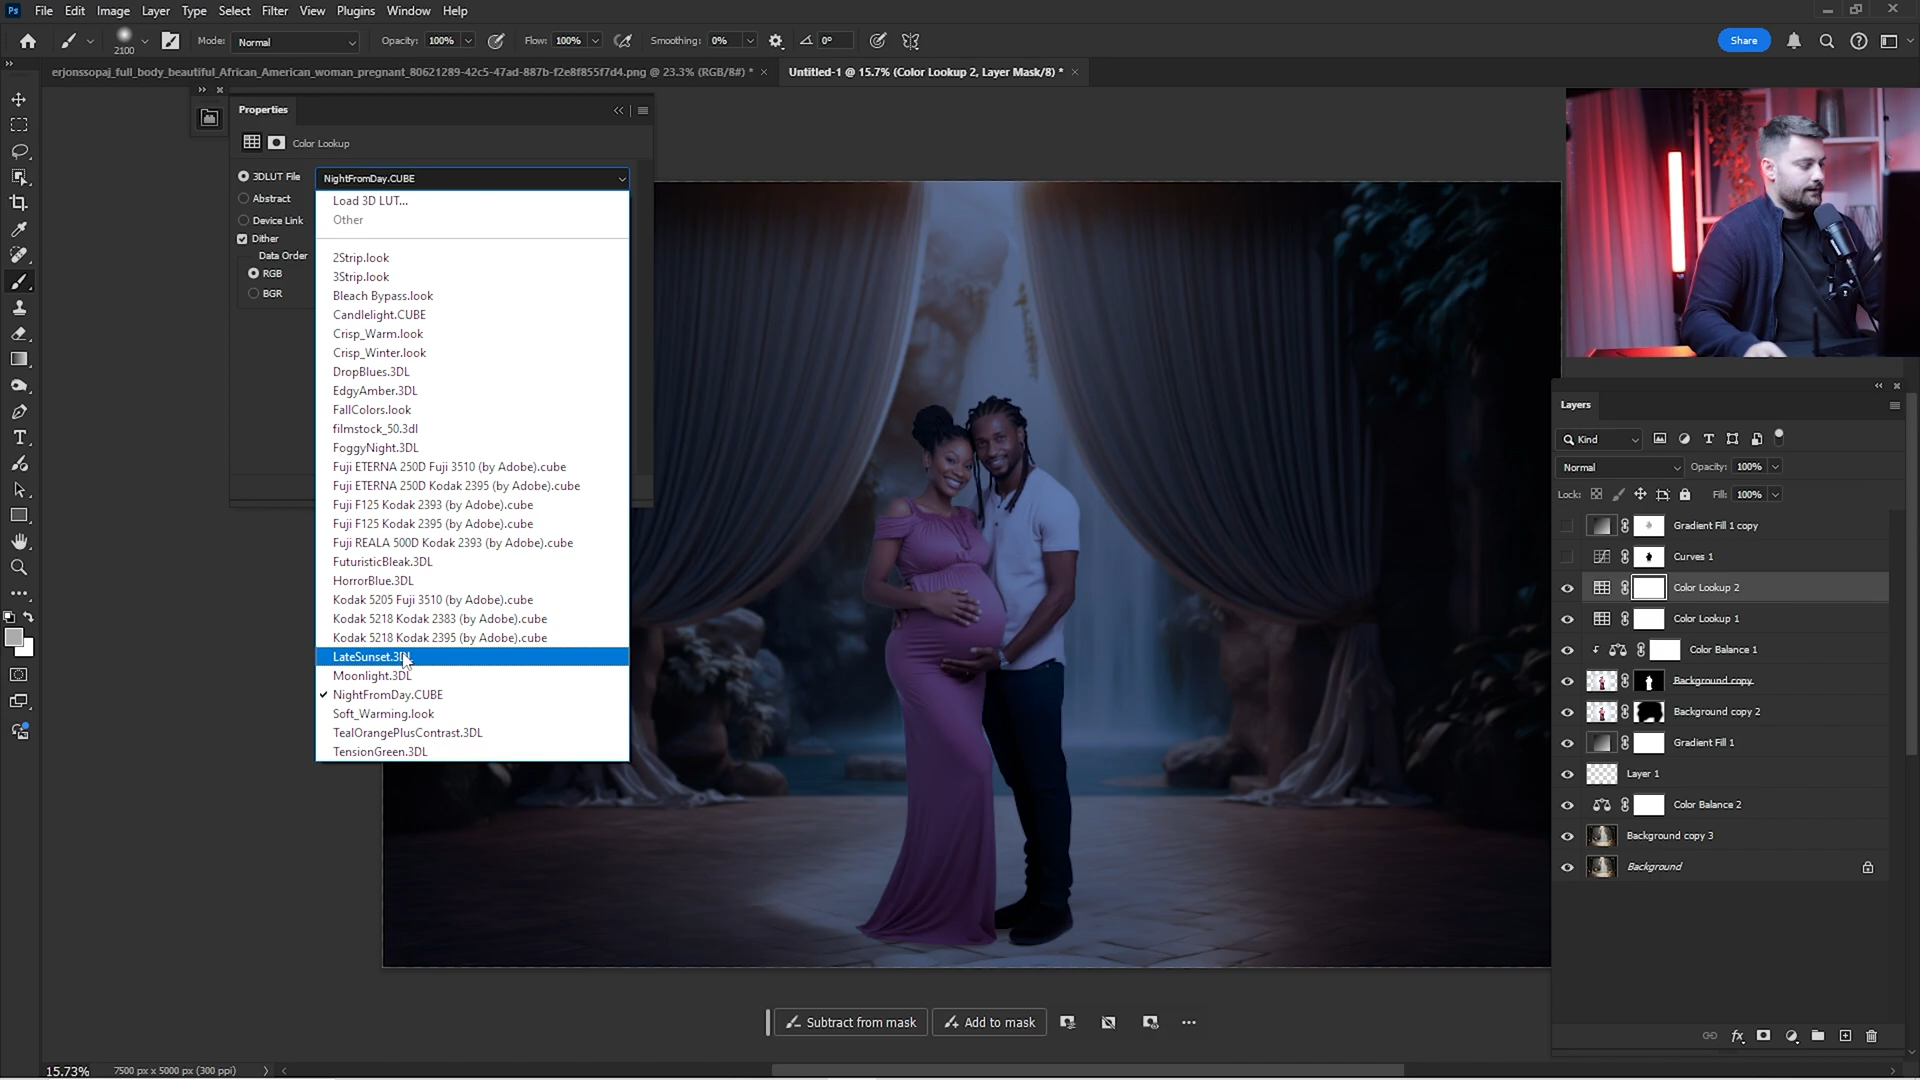 Ps File Edit Image Layer Type Select Filter View Plugins Window Help
2100 Mode: Normal Opacity: 100% Flow: 100% Smoothing: 0% 0° Share
erjonssopaj_full_body_beautiful_African_American_woman_pregnant_80621289-42c5-47ad-887b-f2e8f855f7d4.png @ 23.3% (RGB/8#) * Untitled-1 @ 15.7% (Color Lookup 2, Layer Mask/8) *
Properties
Color Lookup
3DLUT File NightFromDay.CUBE
Abstract
Device Link
Dither
Data Order
RGB
BGR
Load 3D LUT...
Other
2Strip.look
3Strip.look
Bleach Bypass.look
Candlelight.CUBE
Crisp_Warm.look
Crisp_Winter.look
DropBlues.3DL
EdgyAmber.3DL
FallColors.look
filmstock_50.3dl
FoggyNight.3DL
Fuji ETERNA 250D Fuji 3510 (by Adobe).cube
Fuji ETERNA 250D Kodak 2395 (by Adobe).cube
Fuji F125 Kodak 2393 (by Adobe).cube
Fuji F125 Kodak 2395 (by Adobe).cube
Fuji REALA 500D Kodak 2393 (by Adobe).cube
FuturisticBleak.3DL
HorrorBlue.3DL
Kodak 5205 Fuji 3510 (by Adobe).cube
Kodak 5218 Kodak 2383 (by Adobe).cube
Kodak 5218 Kodak 2395 (by Adobe).cube
LateSunset.3DL
Moonlight.3DL
NightFromDay.CUBE
Soft_Warming.look
TealOrangePlusContrast.3DL
TensionGreen.3DL
Layers
Kind
Normal Opacity: 100%
Lock: Fill: 100%
Gradient Fill 1 copy
Curves 1
Color Lookup 2
Color Lookup 1
Color Balance 1
Background copy
Background copy 2
Gradient Fill 1
Layer 1
Color Balance 2
Background copy 3
Background
Subtract from mask Add to mask
15.73% 7500 px x 5000 px (300 ppi)